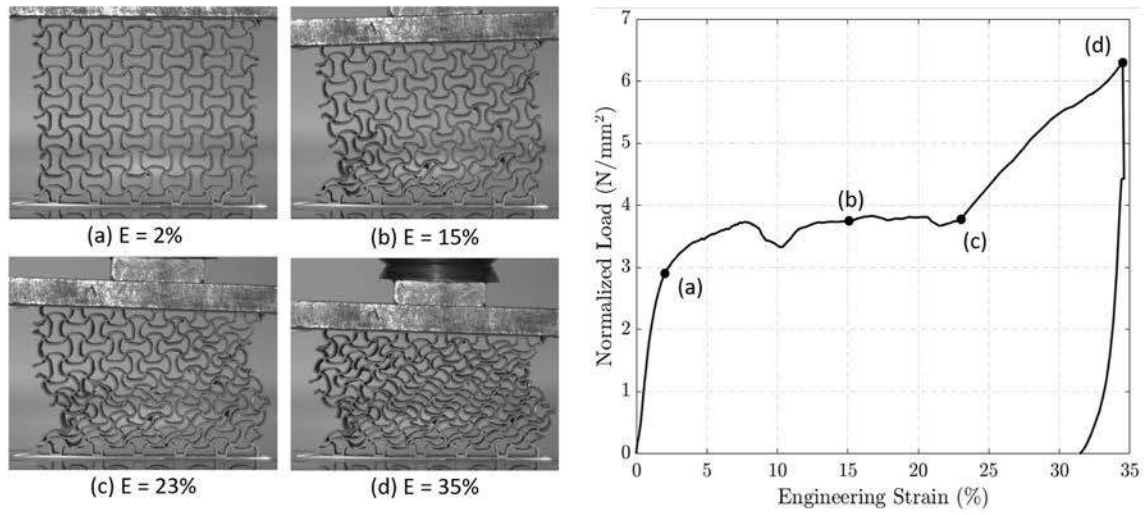 (a) E = 2%
(b) E = 15%
(c) E = 23%
(d) E = 35%
Normalized Load (N/mm²)
7
6
5
4
3
2
1
0
(a)
(b)
(c)
(d)
0 5 10 15 20 25 30 35
Engineering Strain (%)